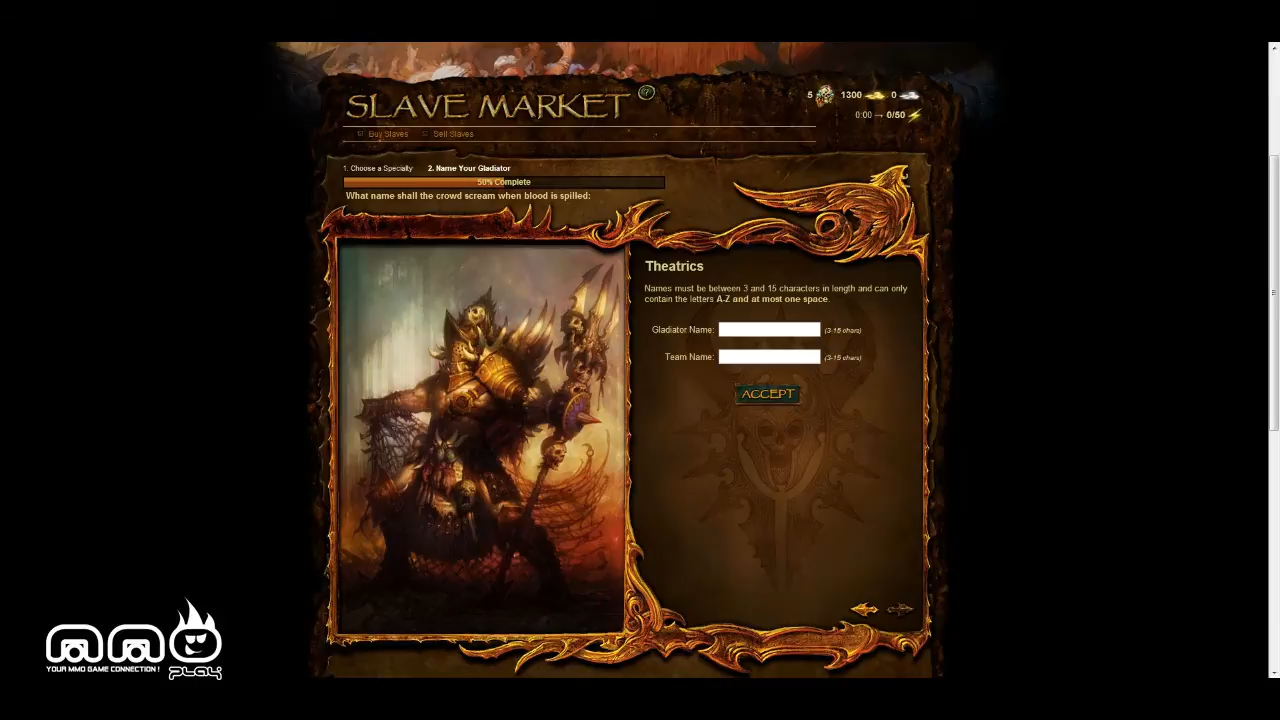 SLAVE MARKET
?
5 1300 0
0:00 → 0/50
Buy Slaves Sell Slaves
1. Choose a Specialty 2. Name Your Gladiator
50% Complete
What name shall the crowd scream when blood is spilled:
Theatrics
Names must be between 3 and 15 characters in length and can only
contain the letters A-Z and at most one space.
Gladiator Name: (3-15 chars)
Team Name: (3-15 chars)
ACCEPT
mmo
YOUR MMO GAME CONNECTION!
PLAY